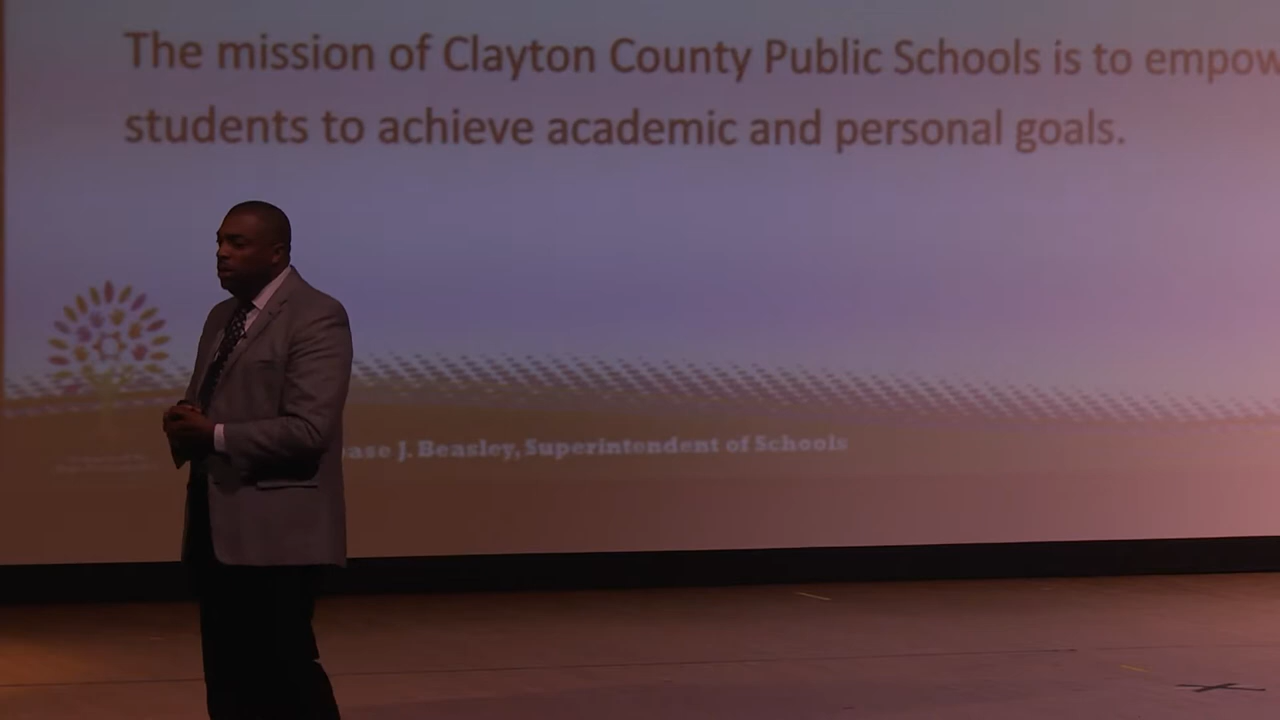 The mission of Clayton County Public Schools is to empow
students to achieve academic and personal goals.
ase J. Beasley, Superintendent of Schools